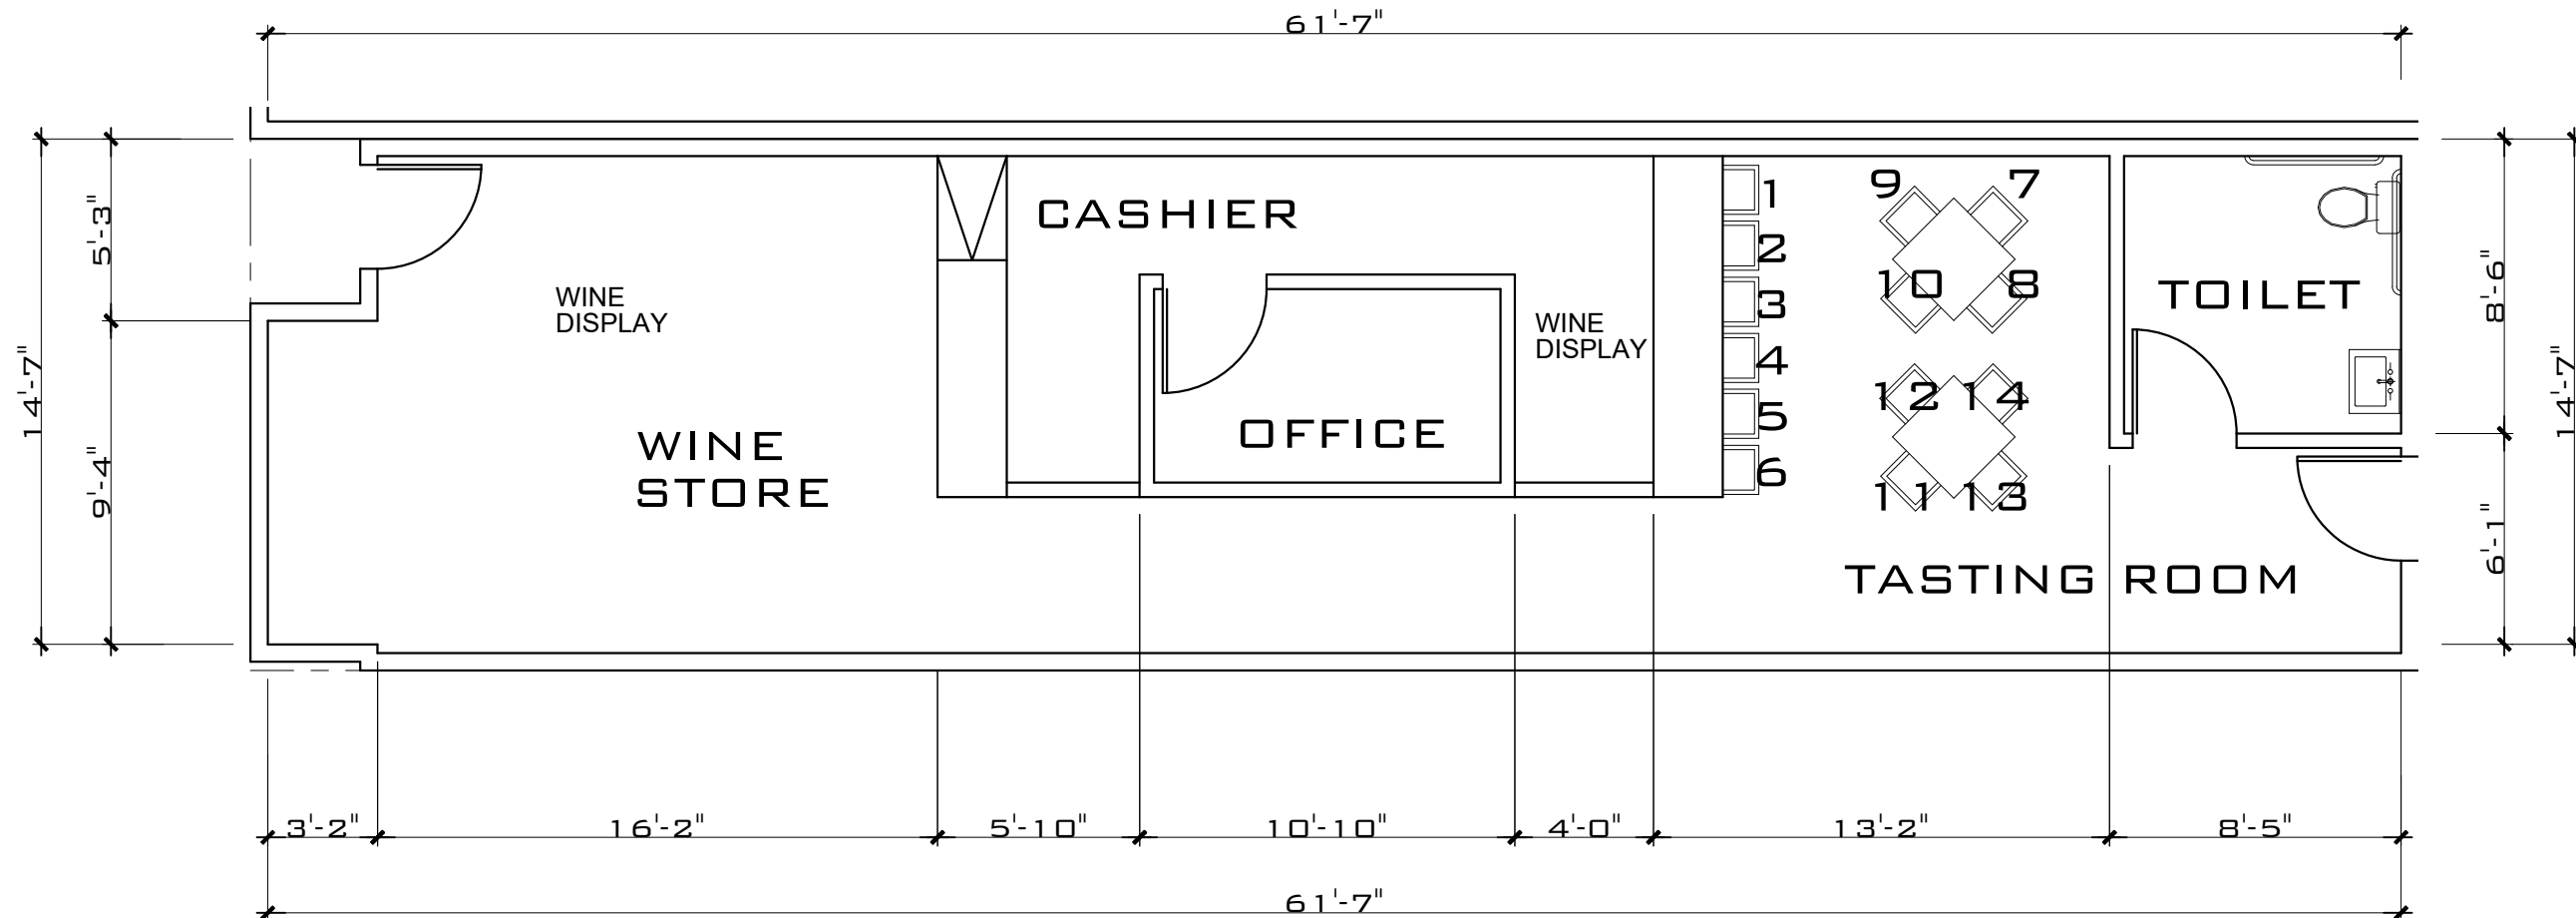 61'-7"
5'-3"
9'-4"
14'-7"
CASHIER
WINE
DISPLAY
WINE
STORE
OFFICE
WINE
DISPLAY
1
2
3
4
5
6
9
7
10
8
12
14
11
13
TOILET
TASTING ROOM
8'-6"
6'-1"
14'-7"
3'-2"
16'-2"
5'-10"
10'-10"
4'-0"
13'-2"
8'-5"
61'-7"